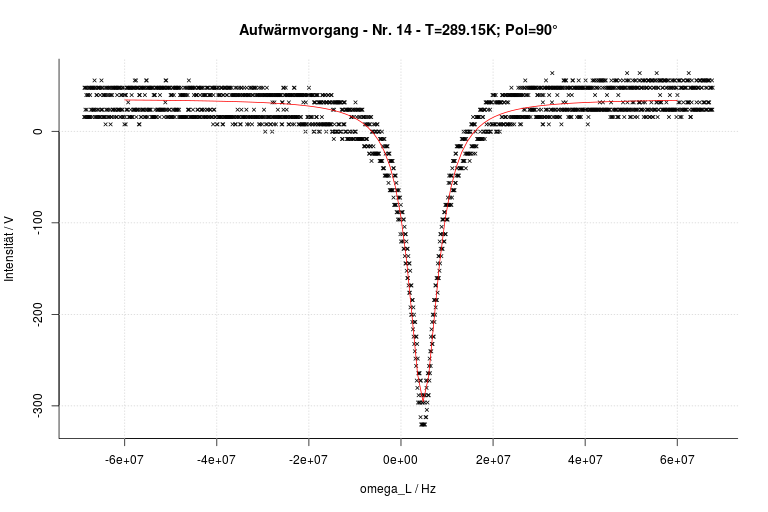 Aufwärmvorgang - Nr. 14 - T=289.15K; Pol=90°
Intensität / V
0
-100
-200
-300
-6e+07 -4e+07 -2e+07 0e+00 2e+07 4e+07 6e+07
omega_L / Hz